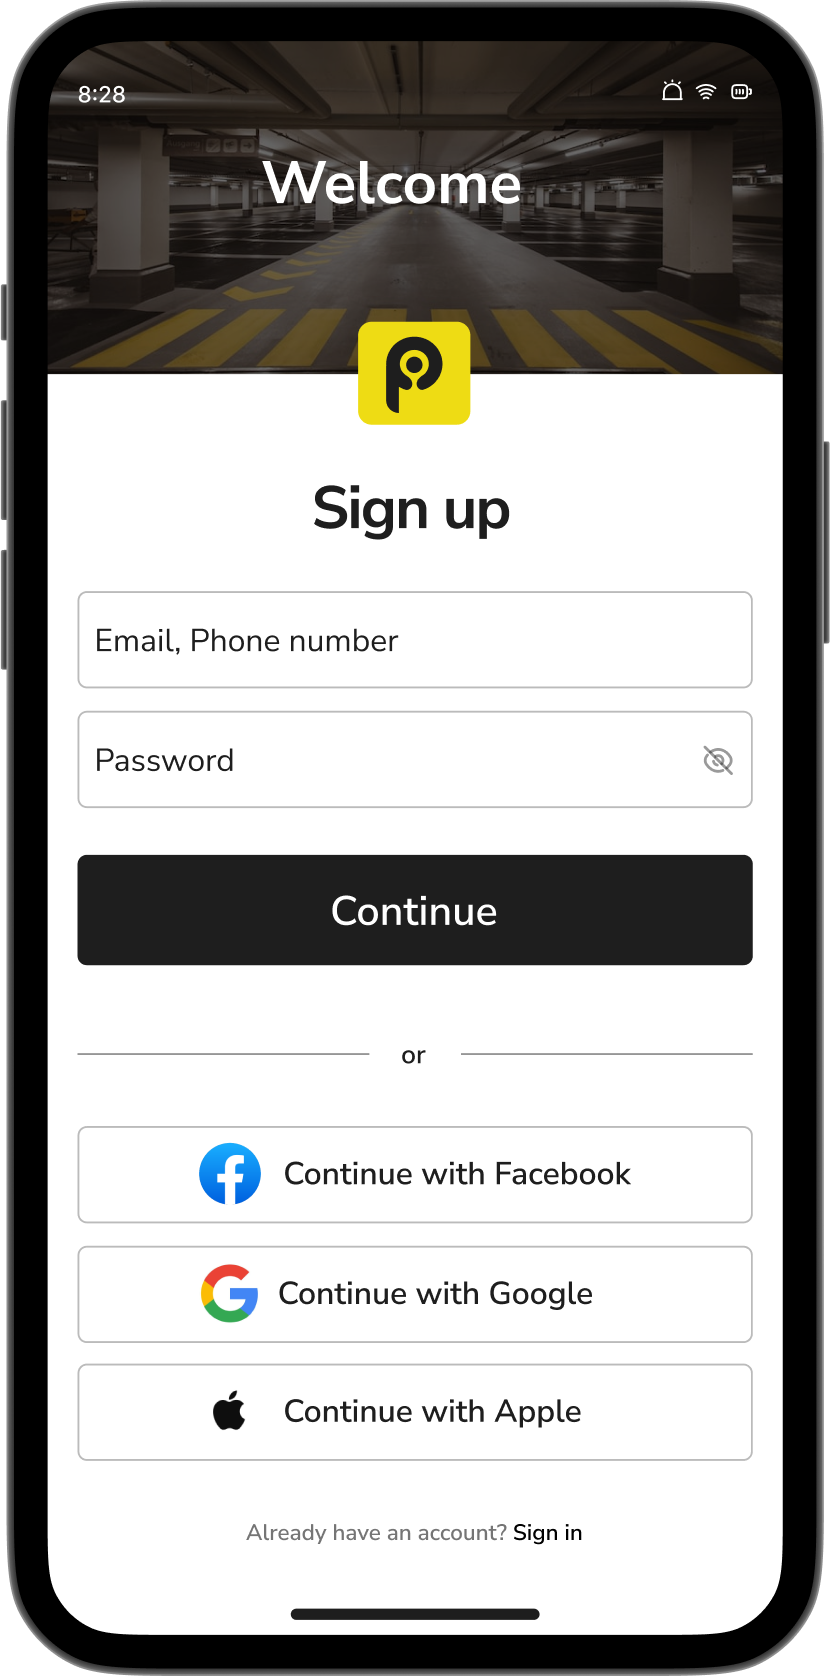 8:28
Welcome
Sign up
Email, Phone number
Password
Continue
or
Continue with Facebook
Continue with Google
Continue with Apple
Already have an account? Sign in